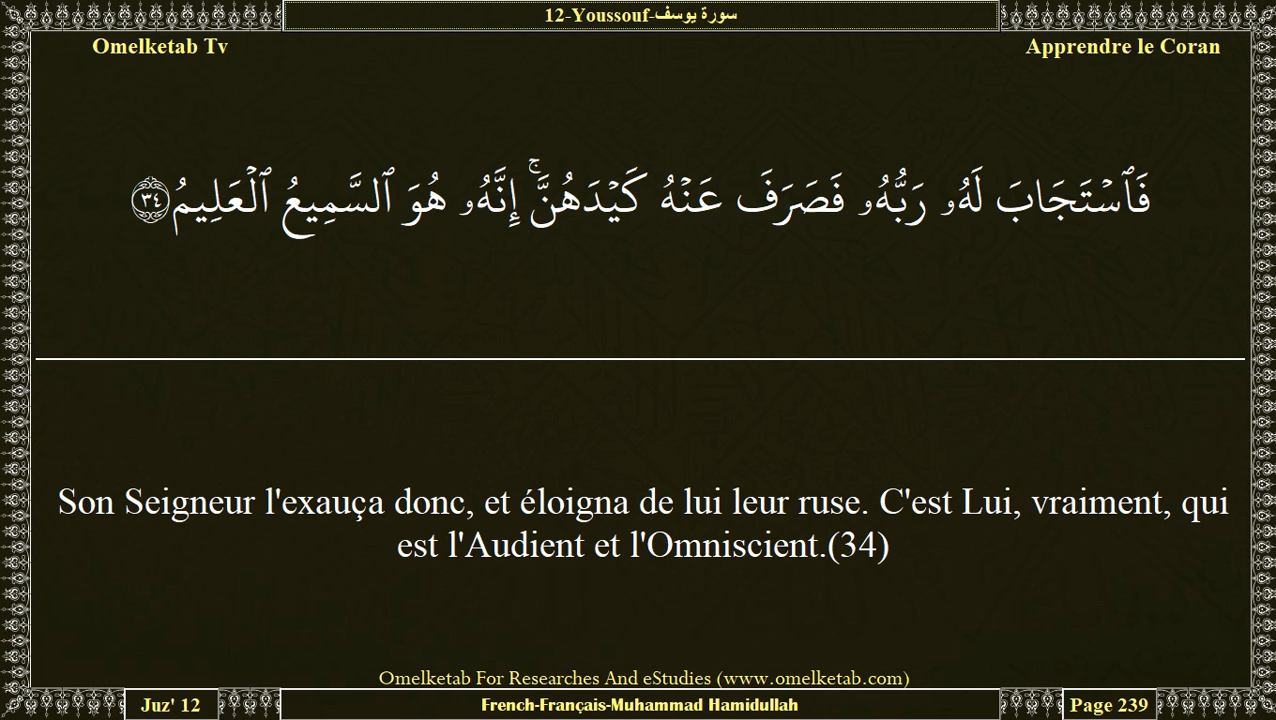 12-Youssouf-سورة يوسف
Omelketab Tv
Apprendre le Coran
فَٱسۡتَجَابَ لَهُۥ رَبُّهُۥ فَصَرَفَ عَنۡهُ كَيۡدَهُنَّۚ إِنَّهُۥ هُوَ ٱلسَّمِيعُ ٱلۡعَلِيمُ ٣٤
Son Seigneur l'exauça donc, et éloigna de lui leur ruse. C'est Lui, vraiment, qui
est l'Audient et l'Omniscient.(34)
Omelketab For Researches And eStudies (www.omelketab.com)
Juz' 12
French-Français-Muhammad Hamidullah
Page 239